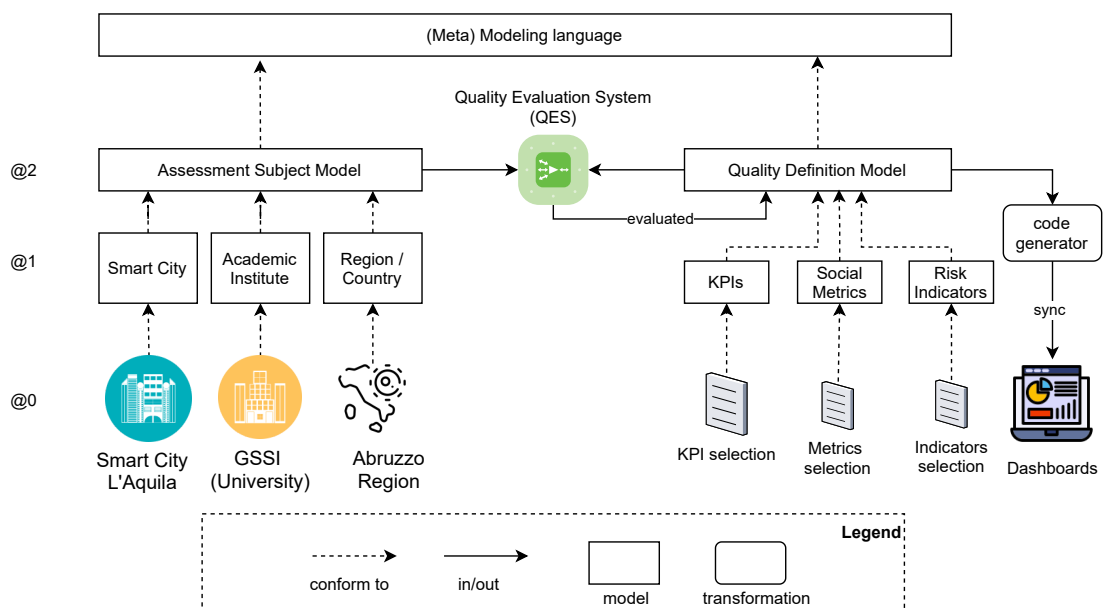 (Meta) Modeling language
Quality Evaluation System
(QES)
@2
Assessment Subject Model
Quality Definition Model
evaluated
code
generator
@1
Smart City
Academic
Institute
Region /
Country
KPIs
Social
Metrics
Risk
Indicators
sync
@0
Smart City
L'Aquila
GSSI
(University)
Abruzzo
Region
KPI selection
Metrics
selection
Indicators
selection
Dashboards
Legend
conform to
in/out
model
transformation